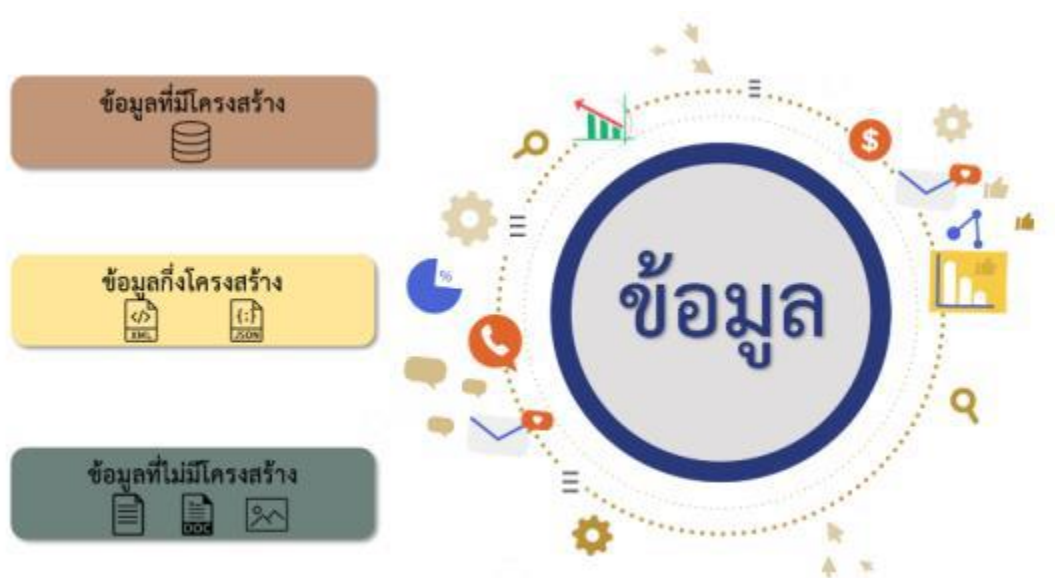 ข้อมูลที่มีโครงสร้าง
ข้อมูลกึ่งโครงสร้าง
</> {:}
XML JSON
ข้อมูลที่ไม่มีโครงสร้าง
DOC
$
%
ข้อมูล